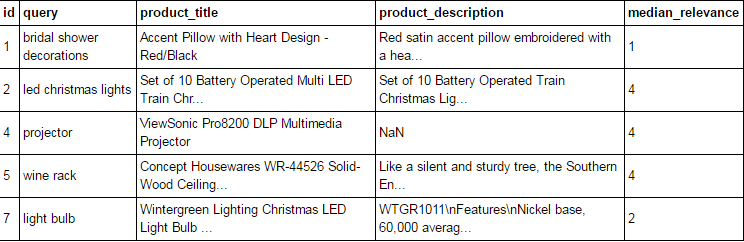 id query product_title product_description median_relevance
1 bridal shower decorations Accent Pillow with Heart Design - Red/Black Red satin accent pillow embroidered with a hea... 1
2 led christmas lights Set of 10 Battery Operated Multi LED Train Chr... Set of 10 Battery Operated Train Christmas Lig... 4
4 projector ViewSonic Pro8200 DLP Multimedia Projector NaN 4
5 wine rack Concept Housewares WR-44526 Solid-Wood Ceiling... Like a silent and sturdy tree, the Southern En... 4
7 light bulb Wintergreen Lighting Christmas LED Light Bulb ... WTGR1011\nFeatures\nNickel base, 60,000 averag... 2